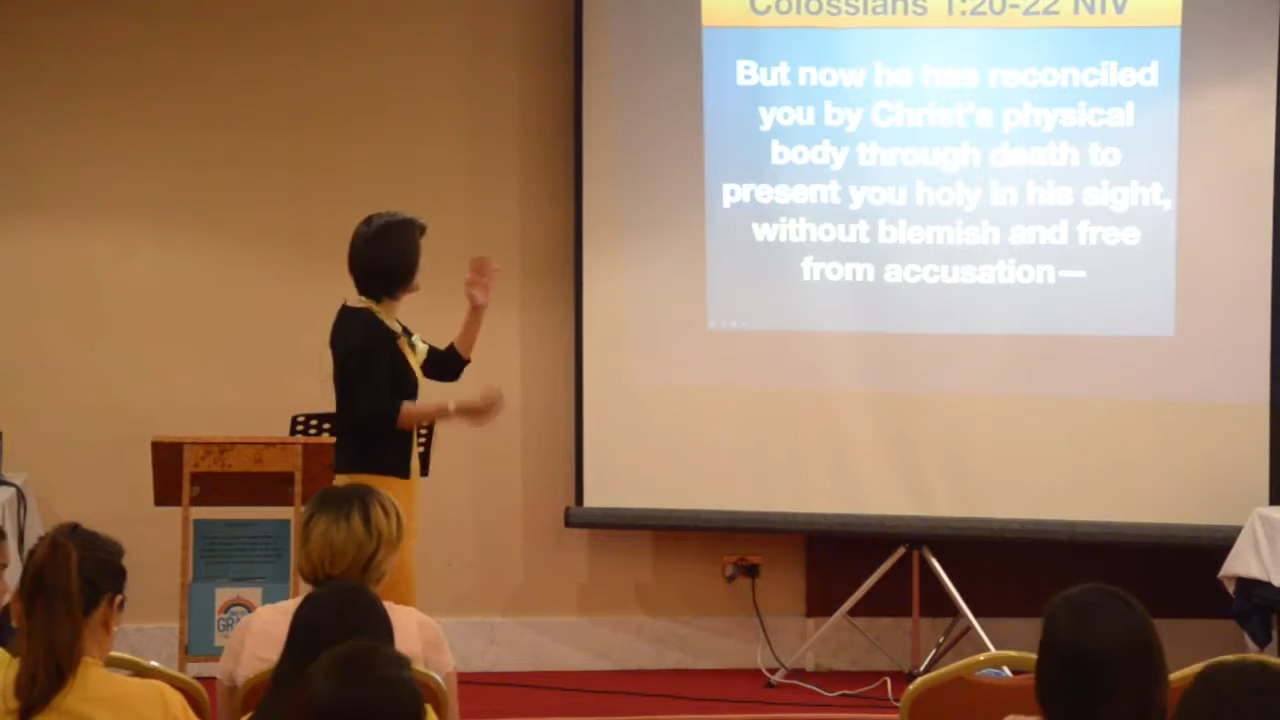 Colossians 1:20-22 NIV
But now he has reconciled
you by Christ's physical
body through death to
present you holy in his sight,
without blemish and free
from accusation—
GRA